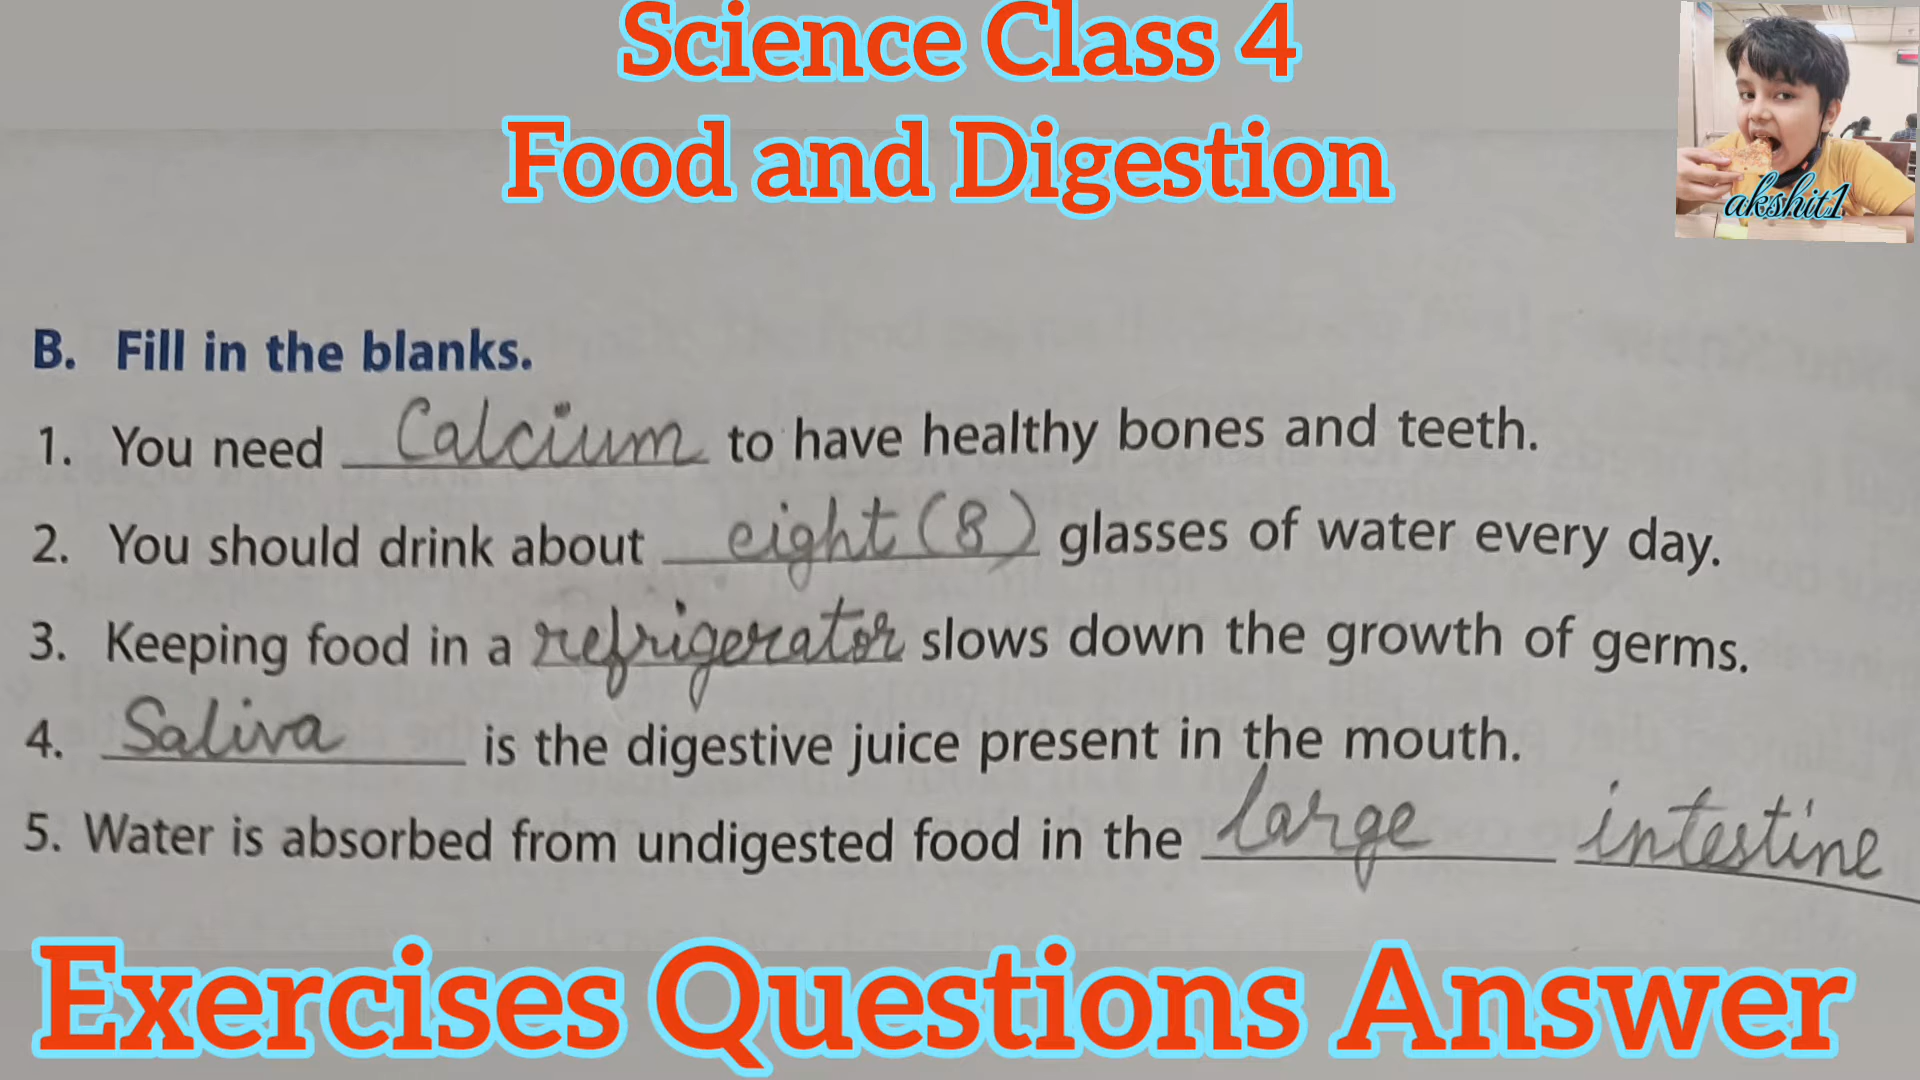 Science Class 4
Food and Digestion
akshit1
B. Fill in the blanks.
1. You need Calcium to have healthy bones and teeth.
2. You should drink about eight (8) glasses of water every day.
3. Keeping food in a refrigerator slows down the growth of germs.
4. Saliva is the digestive juice present in the mouth.
5. Water is absorbed from undigested food in the large intestine
Exercises Questions Answer